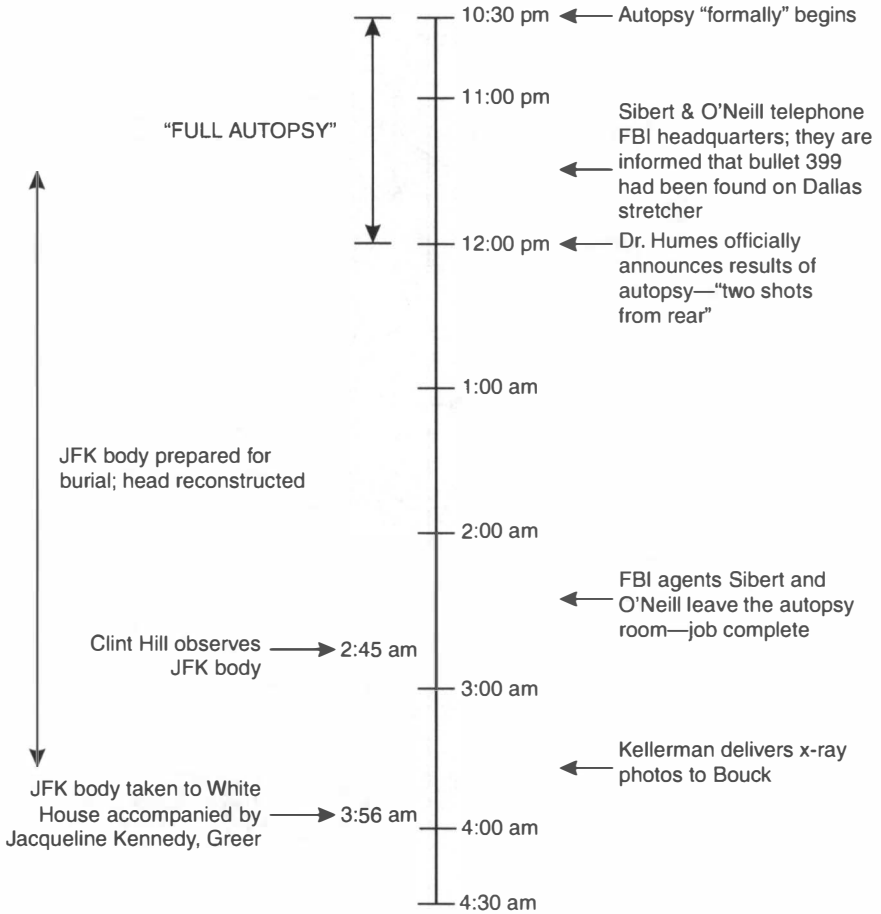 10:30 pm
Autopsy “formally” begins
11:00 pm
“FULL AUTOPSY”
Sibert & O’Neill telephone
FBI headquarters; they are
informed that bullet 399
had been found on Dallas
stretcher
12:00 pm
Dr. Humes officially
announces results of
autopsy—“two shots
from rear”
1:00 am
JFK body prepared for
burial; head reconstructed
2:00 am
FBI agents Sibert and
O’Neill leave the autopsy
room—job complete
Clint Hill observes
JFK body
2:45 am
3:00 am
Kellerman delivers x-ray
photos to Bouck
JFK body taken to White
House accompanied by
Jacqueline Kennedy, Greer
3:56 am
4:00 am
4:30 am